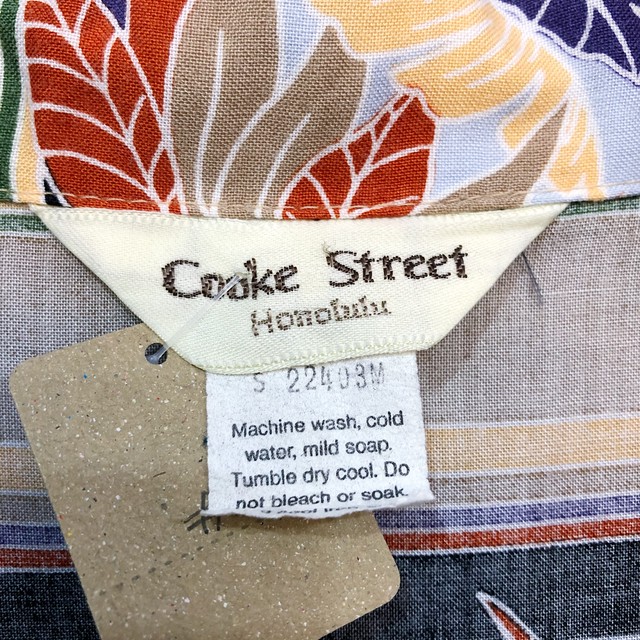 Cooke Street
Honolulu
S 22403M
Machine wash, cold
water, mild soap.
Tumble dry cool. Do
not bleach or soak.